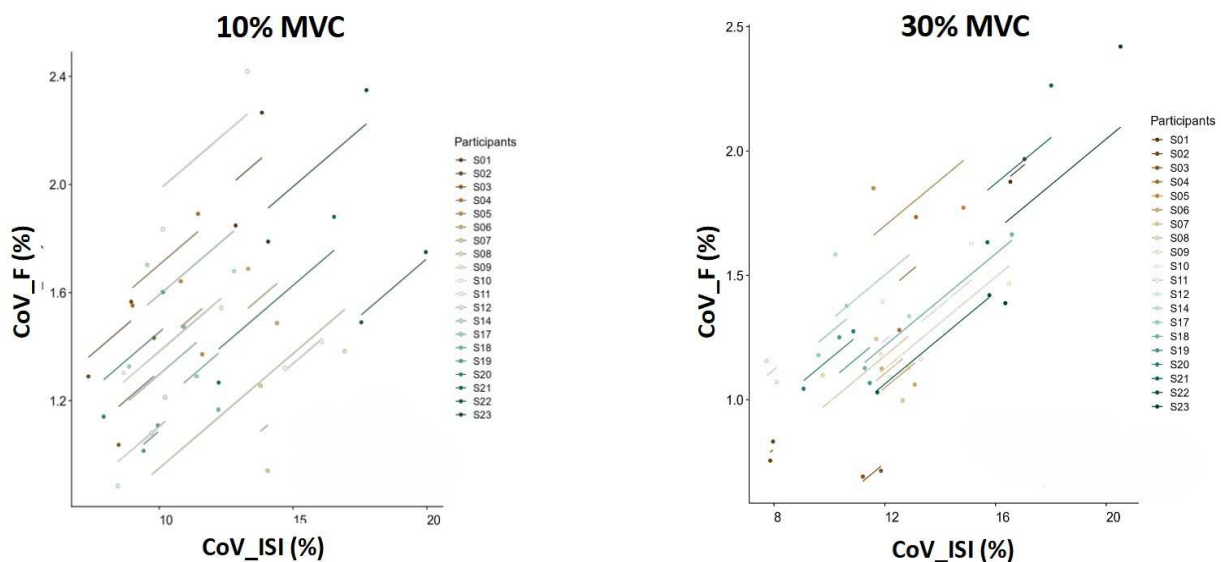 10% MVC
2.4
2.0
1.6
1.2
10
15
20
CoV_F (%)
CoV_ISI (%)
Participants
S01
S02
S03
S04
S05
S06
S07
S08
S09
S10
S11
S12
S14
S17
S18
S19
S20
S21
S22
S23
30% MVC
2.5
2.0
1.5
1.0
8
12
16
20
CoV_F (%)
CoV_ISI (%)
Participants
S01
S02
S03
S04
S05
S06
S08
S09
S10
S11
S12
S14
S17
S18
S19
S20
S21
S22
S23